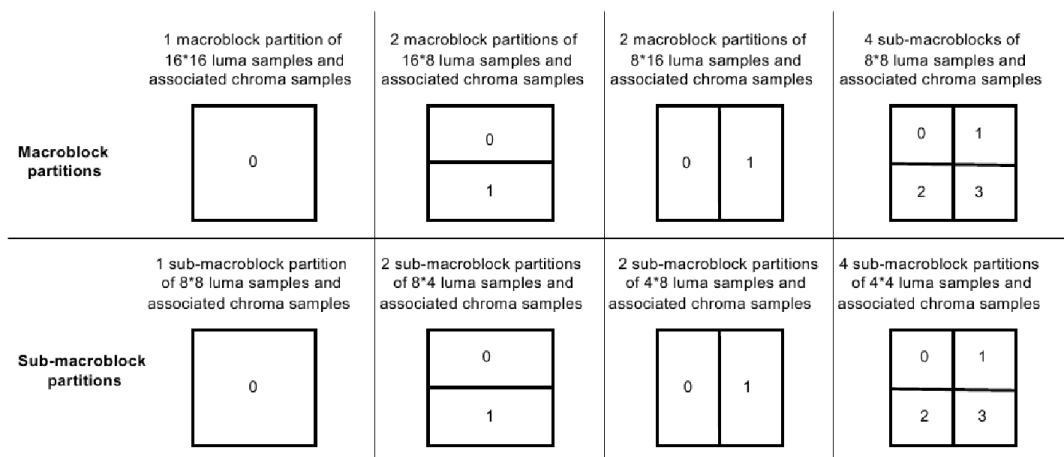 1 macroblock partition of
16*16 luma samples and
associated chroma samples
2 macroblock partitions of
16*8 luma samples and
associated chroma samples
2 macroblock partitions of
8*16 luma samples and
associated chroma samples
4 sub-macroblocks of
8*8 luma samples and
associated chroma samples
Macroblock
partitions
0
0
1
0 1
0 1
2 3
1 sub-macroblock partition
of 8*8 luma samples and
associated chroma samples
2 sub-macroblock partitions
of 8*4 luma samples and
associated chroma samples
2 sub-macroblock partitions
of 4*8 luma samples and
associated chroma samples
4 sub-macroblock partitions
of 4*4 luma samples and
associated chroma samples
Sub-macroblock
partitions
0
0
1
0 1
0 1
2 3